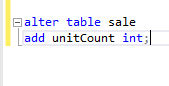 alter table sale
add unitCount int;